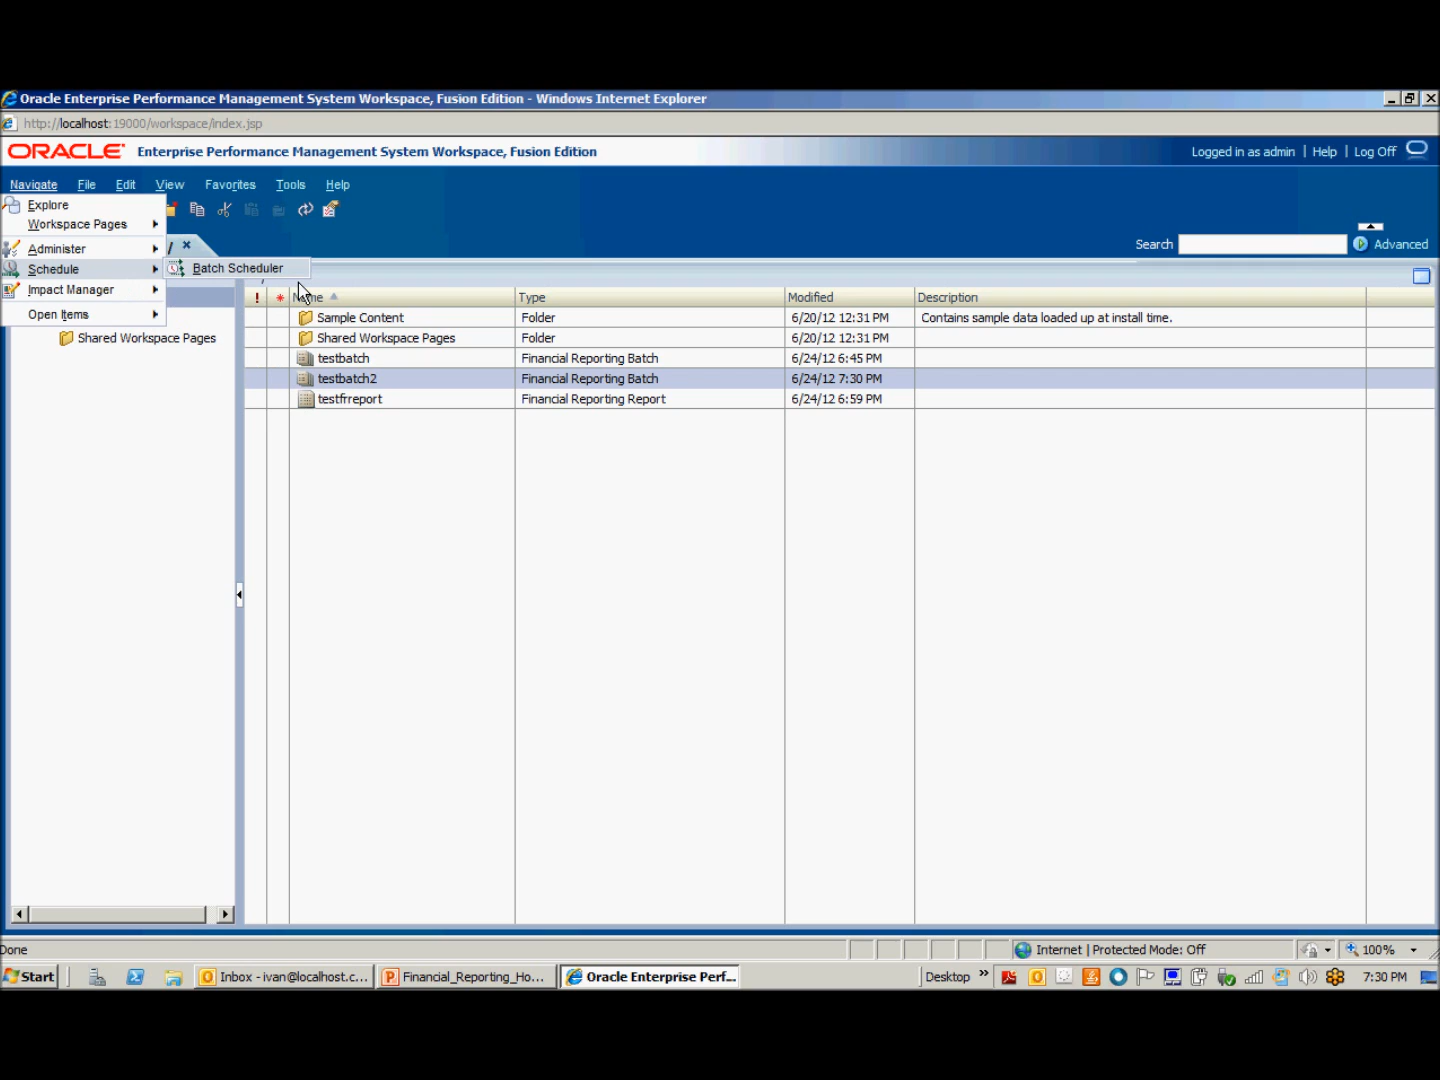 Oracle Enterprise Performance Management System Workspace, Fusion Edition - Windows Internet Explorer
http://localhost:19000/workspace/index.jsp
ORACLE Enterprise Performance Management System Workspace, Fusion Edition Logged in as admin | Help | Log Off
Navigate File Edit View Favorites Tools Help
Explore
Workspace Pages
Administer / Search Advanced
Schedule Batch Scheduler
Impact Manager
! * Type Modified Description
Open Items Sample Content Folder 6/20/12 12:31 PM Contains sample data loaded up at install time.
Shared Workspace Pages Shared Workspace Pages Folder 6/20/12 12:31 PM
testbatch Financial Reporting Batch 6/24/12 6:45 PM
testbatch2 Financial Reporting Batch 6/24/12 7:30 PM
testfrreport Financial Reporting Report 6/24/12 6:59 PM
Done Internet | Protected Mode: Off 100%
Start Inbox - ivan@localhost.c... Financial_Reporting_Ho... Oracle Enterprise Perf... Desktop 7:30 PM